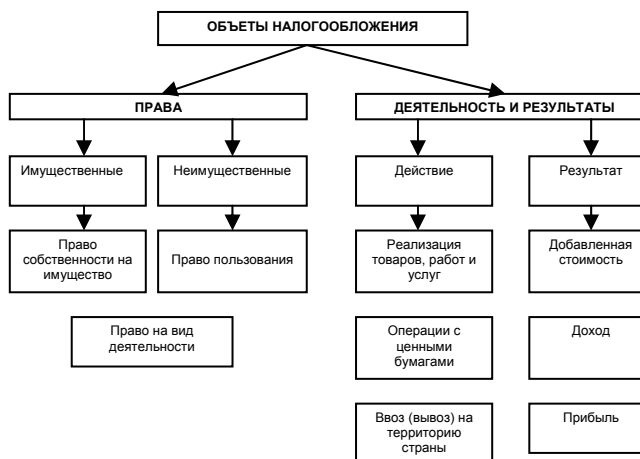 ОБЪЕТЫ НАЛОГООБЛОЖЕНИЯ
ПРАВА
ДЕЯТЕЛЬНОСТЬ И РЕЗУЛЬТАТЫ
Имущественные
Неимущественные
Действие
Результат
Право
собственности на
имущество
Право пользования
Реализация
товаров, работ и
услуг
Добавленная
стоимость
Право на вид
деятельности
Операции с
ценными
бумагами
Доход
Ввоз (вывоз) на
территорию
страны
Прибыль